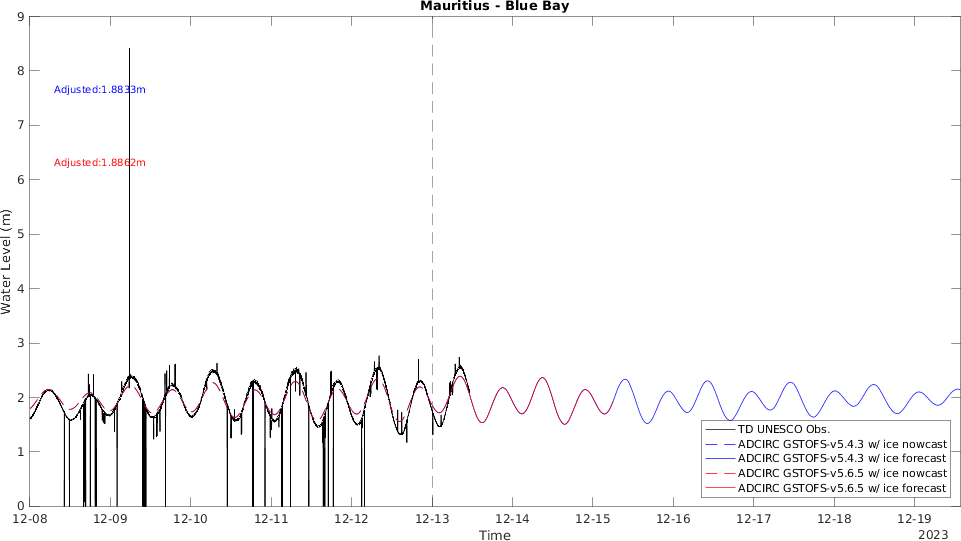 Mauritius - Blue Bay
9
8
7
6
5
4
3
2
1
0
Water Level (m)
Adjusted:1.8833m
Adjusted:1.8862m
TD UNESCO Obs.
ADCIRC GSTOFS-v5.4.3 w/ ice nowcast
ADCIRC GSTOFS-v5.4.3 w/ ice forecast
ADCIRC GSTOFS-v5.6.5 w/ ice nowcast
ADCIRC GSTOFS-v5.6.5 w/ ice forecast
12-08 12-09 12-10 12-11 12-12 12-13 12-14 12-15 12-16 12-17 12-18 12-19
Time
2023